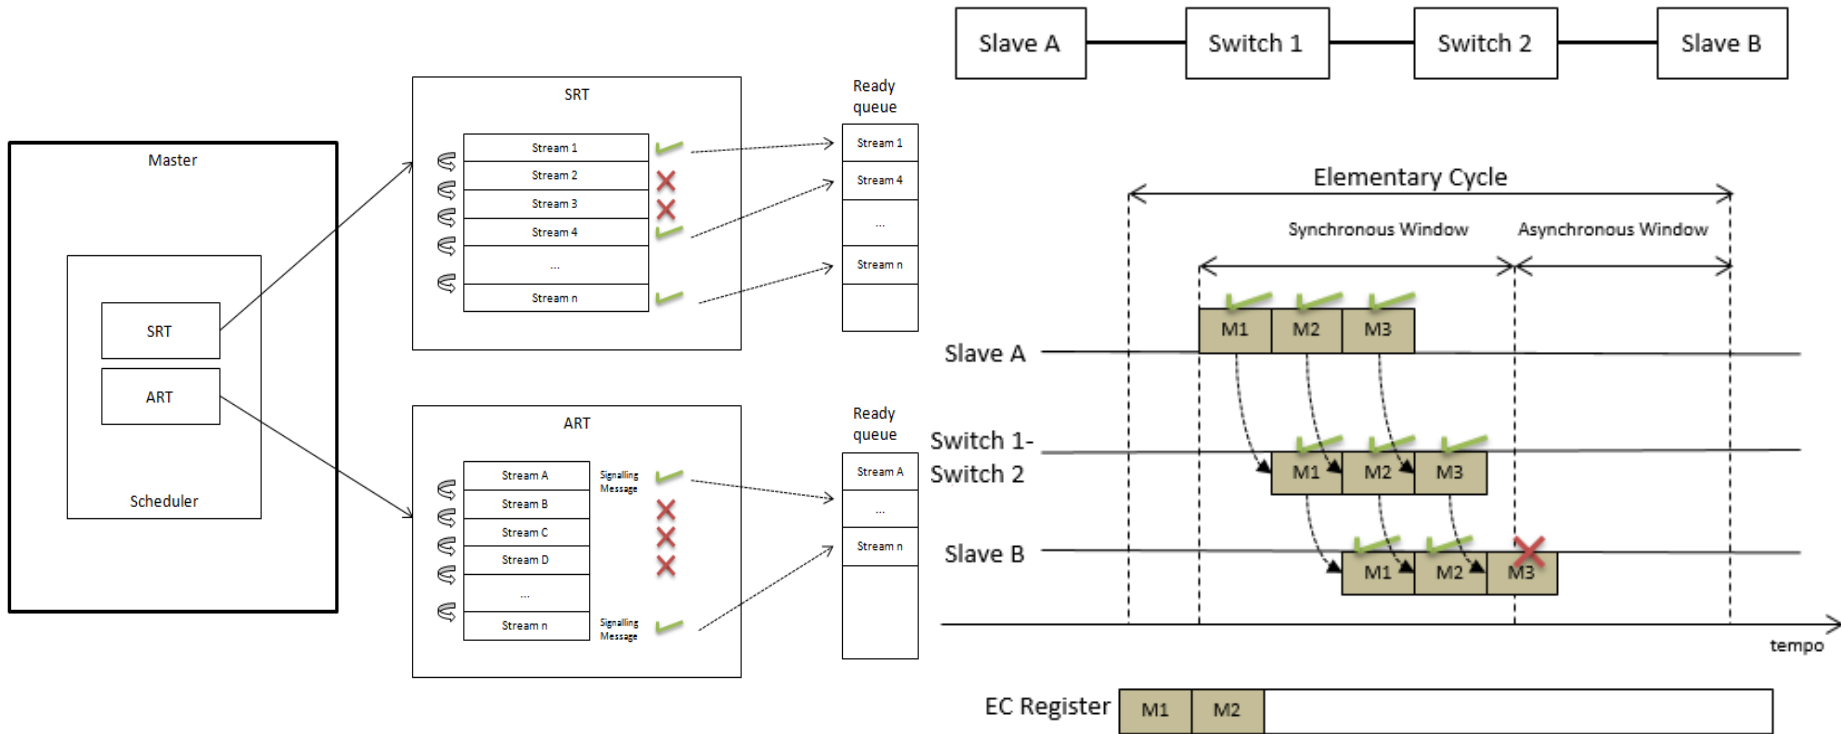 Master
SRT
ART
Scheduler
SRT
Stream 1
Stream 2
Stream 3
Stream 4
...
Stream n
Ready
queue
Stream 1
Stream 4
...
Stream n
ART
Stream A
Signalling
Message
Stream B
Stream C
Stream D
...
Stream n
Signalling
Message
Ready
queue
Stream A
...
Stream n
Slave A
Switch 1
Switch 2
Slave B
Elementary Cycle
Synchronous Window
Asynchronous Window
Slave A
M1
M2
M3
Switch 1-
Switch 2
M1
M2
M3
Slave B
M1
M2
M3
tempo
EC Register
M1
M2